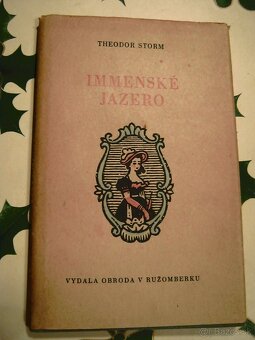 THEODOR STORM
IMMENSKÉ
JAZERO
VYDALA OBRODA V RUŽOMBERKU